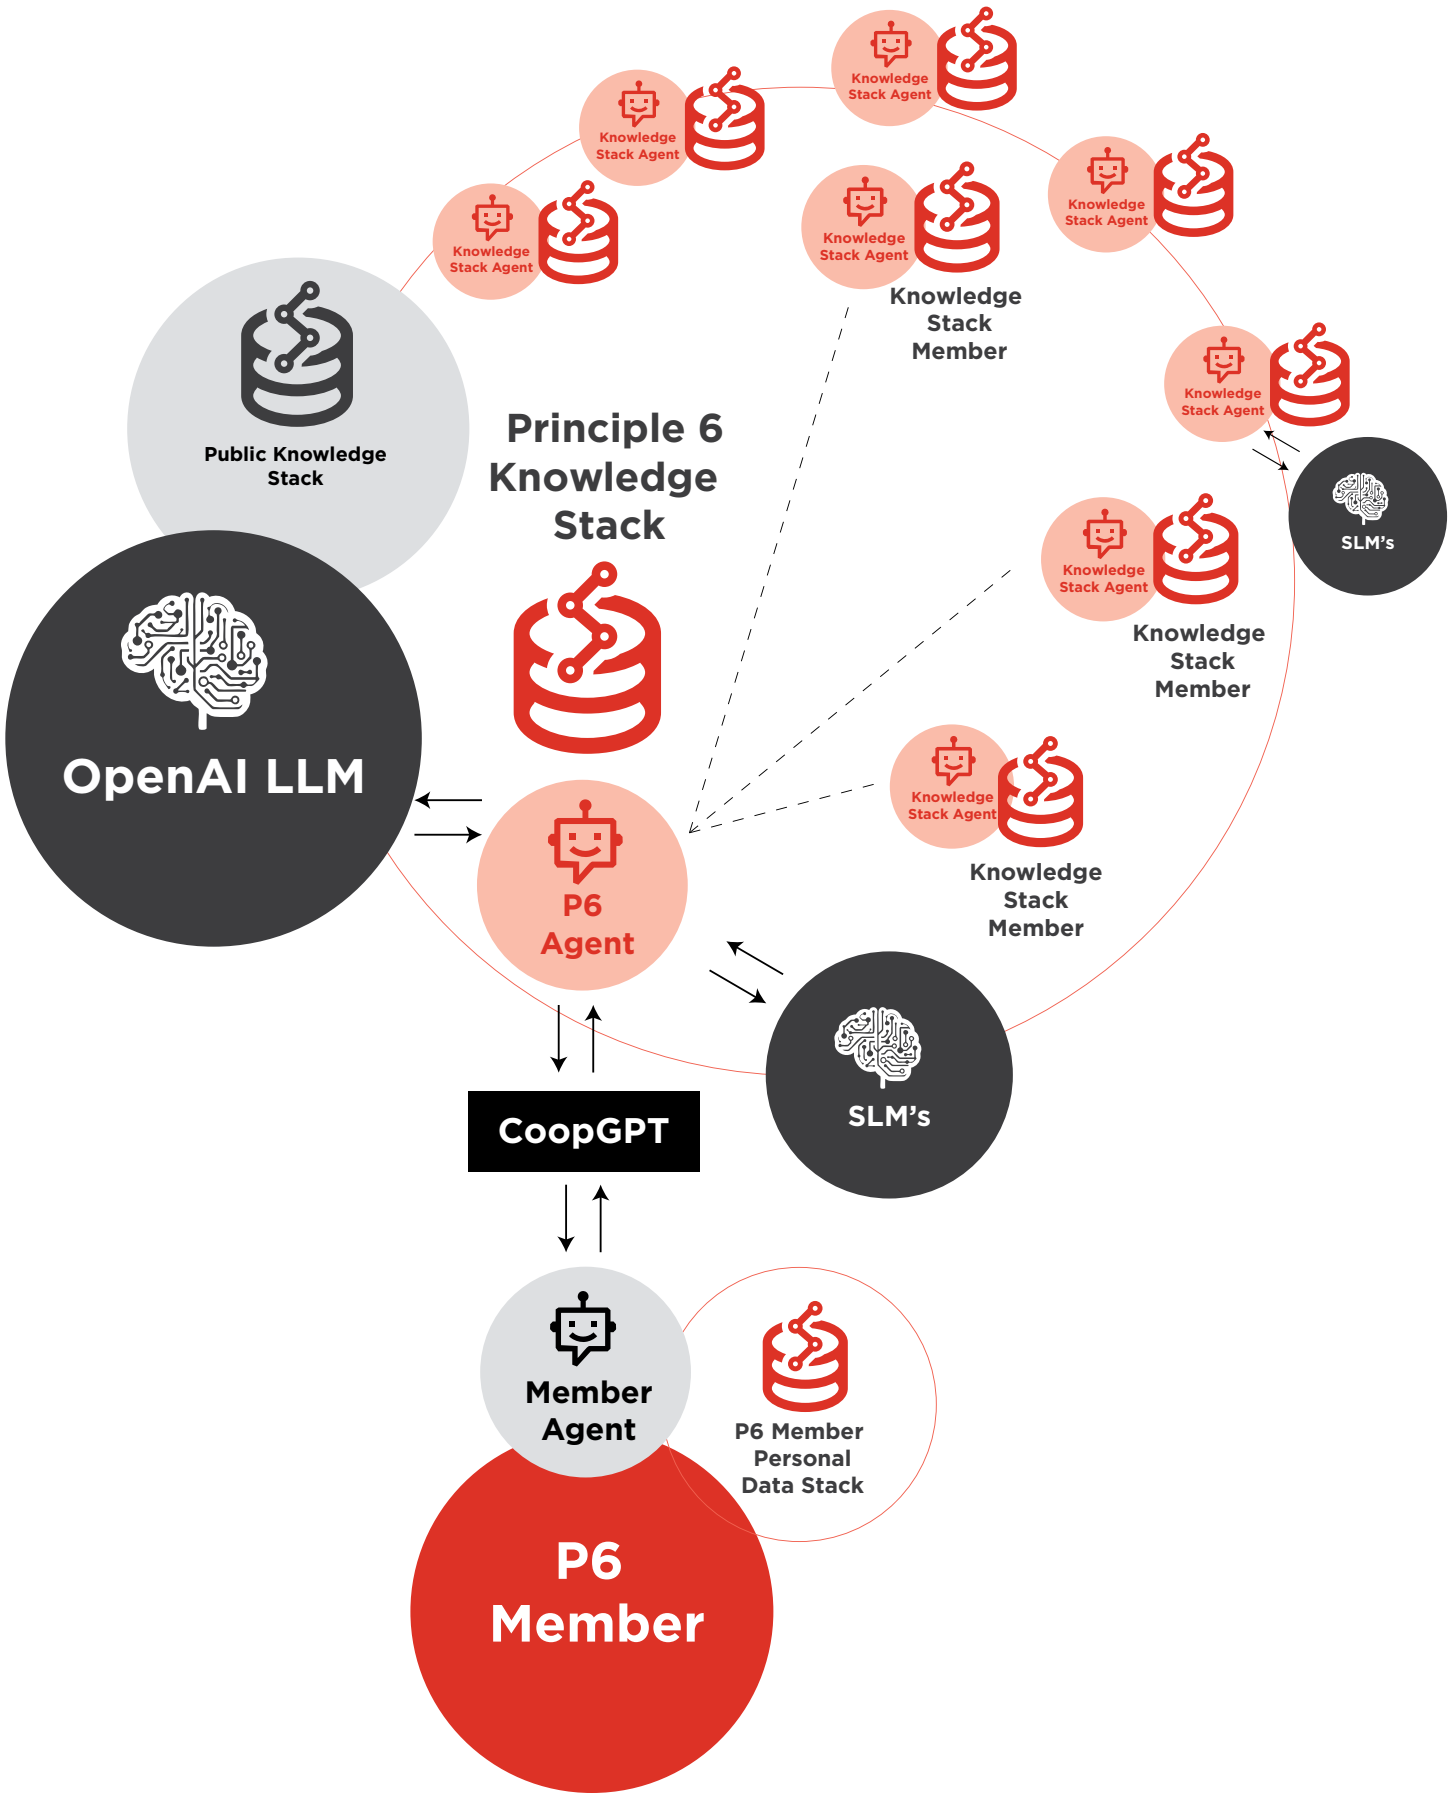 Knowledge
Stack Agent
Knowledge
Stack Agent
Knowledge
Stack Agent
Knowledge
Stack Agent
Knowledge
Stack Agent
Knowledge
Stack
Member
Knowledge
Stack Agent
Public Knowledge
Stack
Principle 6
Knowledge
Stack
SLM's
Knowledge
Stack Agent
Knowledge
Stack
Member
OpenAI LLM
Knowledge
Stack Agent
Knowledge
Stack
Member
P6
Agent
SLM's
CoopGPT
Member
Agent
P6 Member
Personal
Data Stack
P6
Member